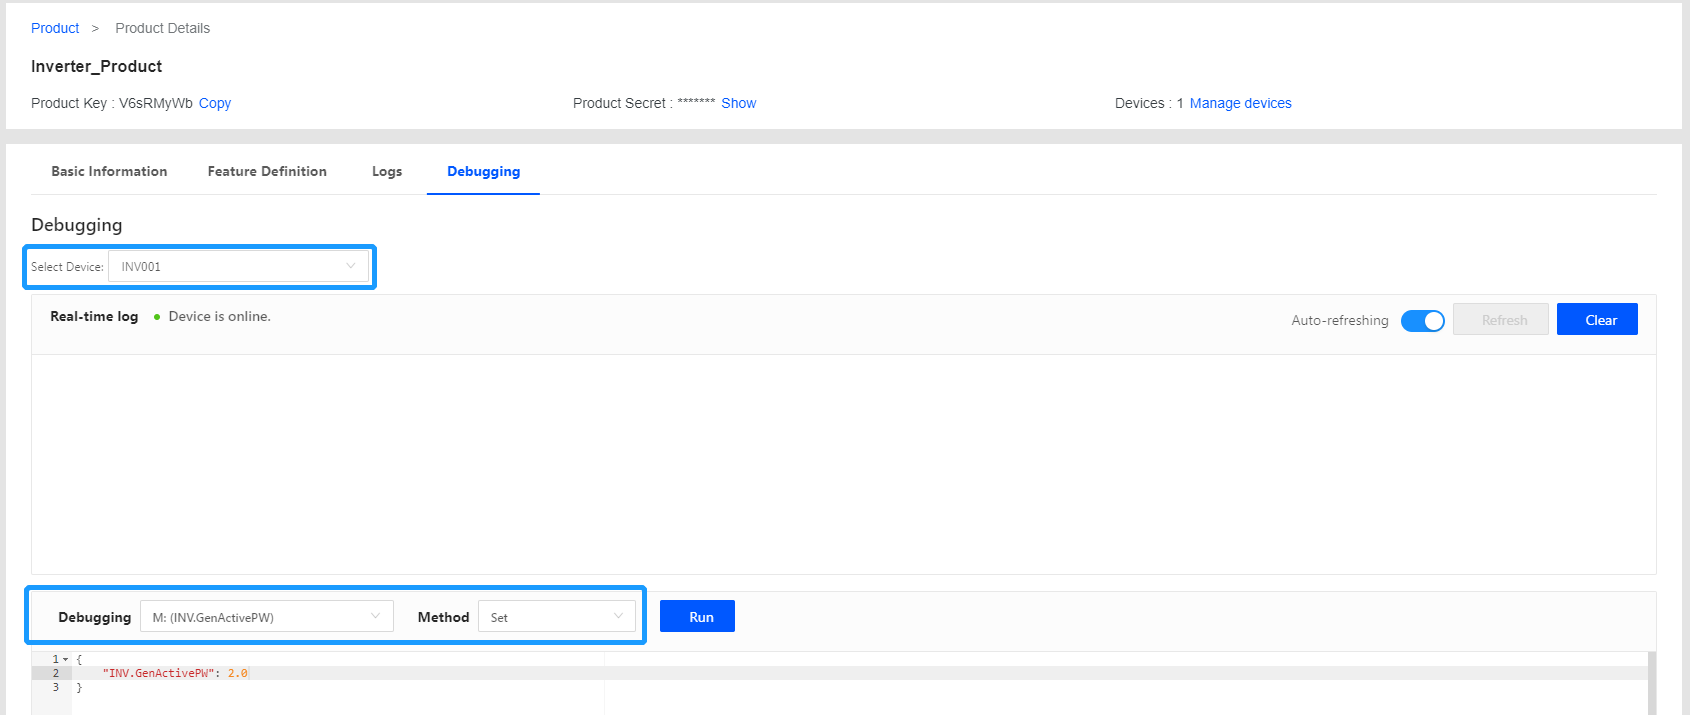 Product > Product Details
Inverter_Product
Product Key : V6sRMyWb Copy Product Secret : ******* Show Devices : 1 Manage devices
Basic Information Feature Definition Logs Debugging
Debugging
Select Device: INV001
Real-time log Device is online. Auto-refreshing Refresh Clear
Debugging M: (INV.GenActivePW) Method Set Run
1 {
2 "INV.GenActivePW": 2.0
3 }